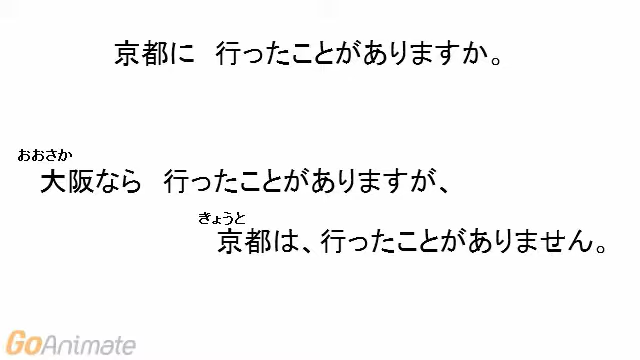 京都に 行ったことがありますか。
おおさか
大阪なら 行ったことがありますが、
きょうと
京都は、行ったことがありません。
GoAnimate